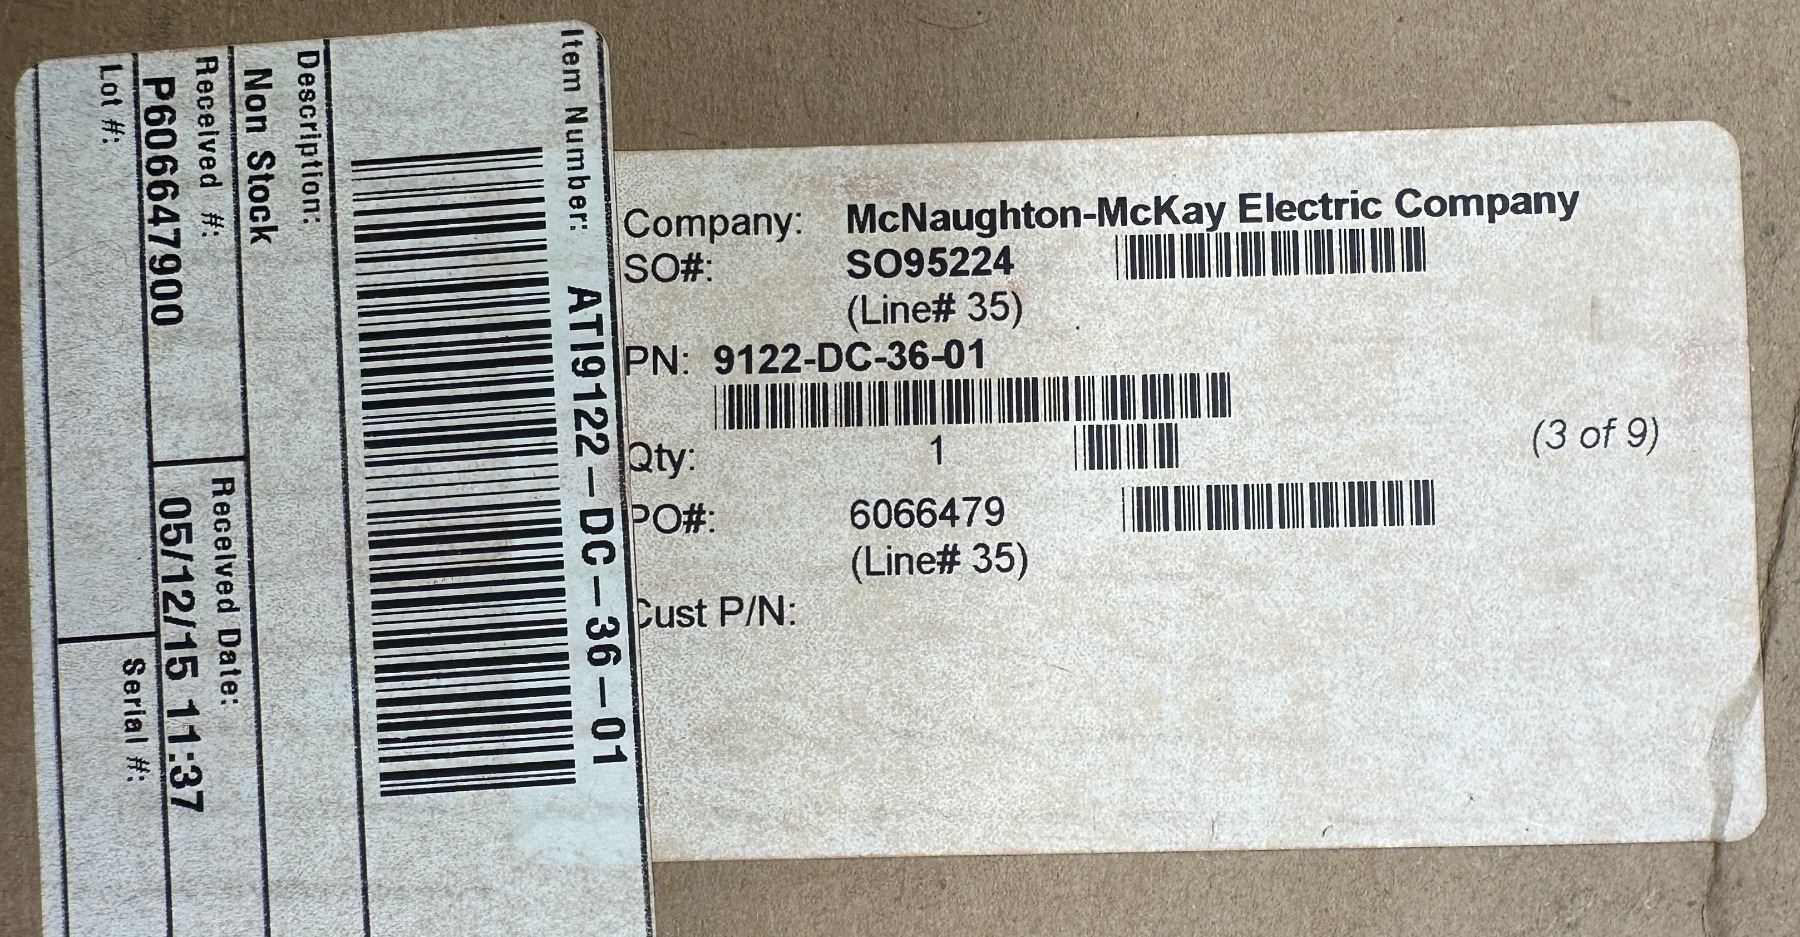 Item Number: ATI9122-DC-36-01
Description:
Non Stock
Received #: Received Date:
P606647900 05/12/15 11:37
Lot #: Serial #:
Company: McNaughton-McKay Electric Company
SO#: SO95224
(Line# 35)
PN: 9122-DC-36-01
Qty: 1
(3 of 9)
PO#: 6066479
(Line# 35)
Cust P/N: